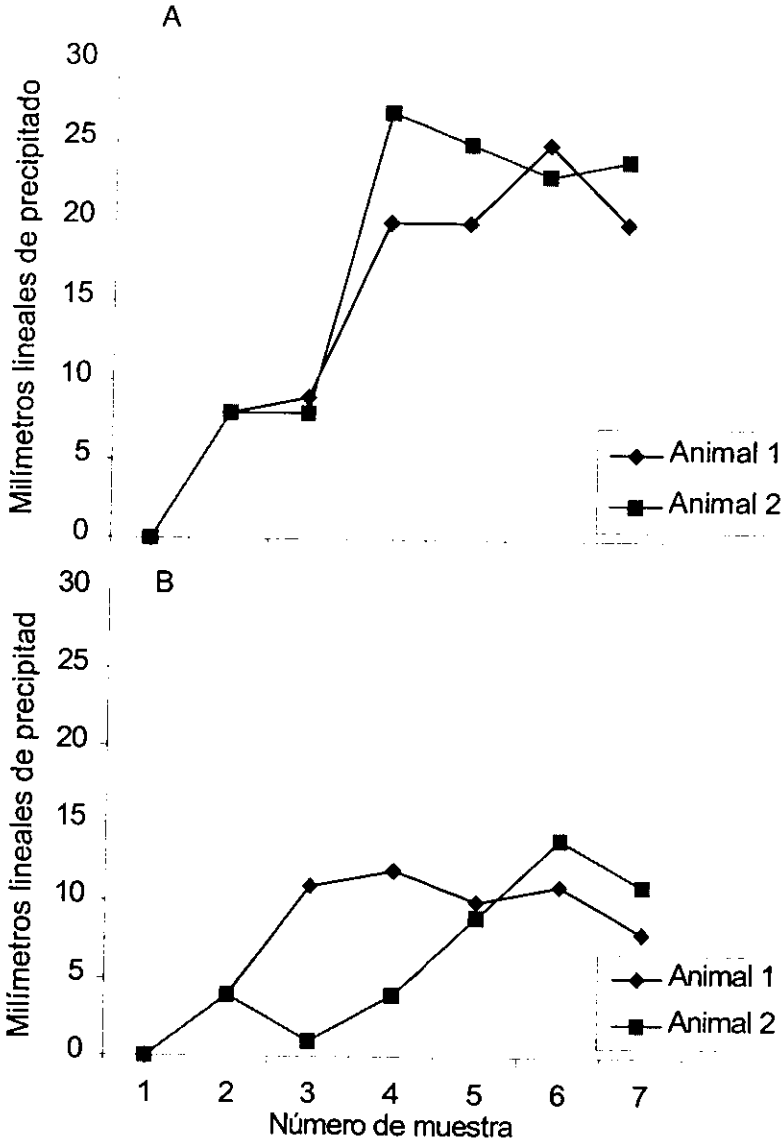 A
Milímetros lineales de precipitado
30
25
20
15
10
5
0
Animal 1
Animal 2
B
Milímetros lineales de precipitad
30
25
20
15
10
5
0
Animal 1
Animal 2
1 2 3 4 5 6 7
Número de muestra